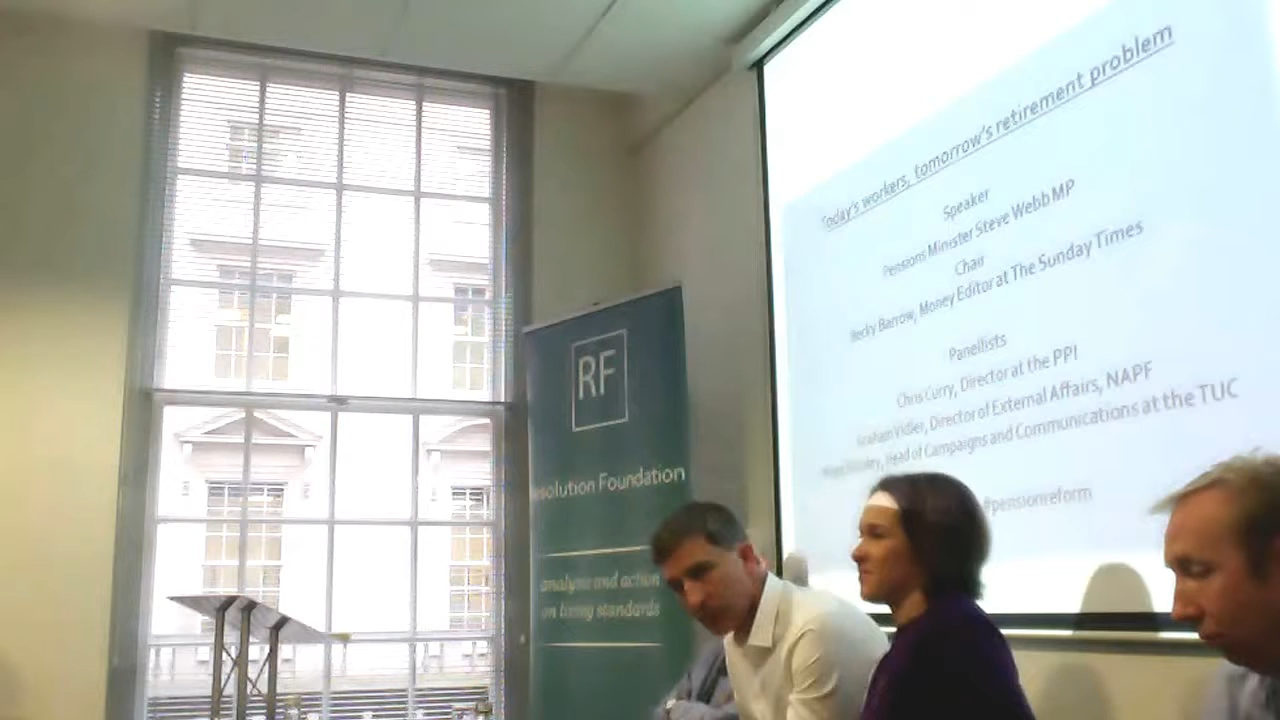 RF
Resolution Foundation
analysis and action
on living standards
Today's workers, tomorrow's retirement problem
Speaker
Pensions Minister Steve Webb MP
Chair
Becky Barrow, Money Editor at The Sunday Times
Panellists
Chris Curry, Director at the PPI
Graham Vidler, Director of External Affairs, NAPF
Head of Campaigns and Communications at the TUC
#pensionreform